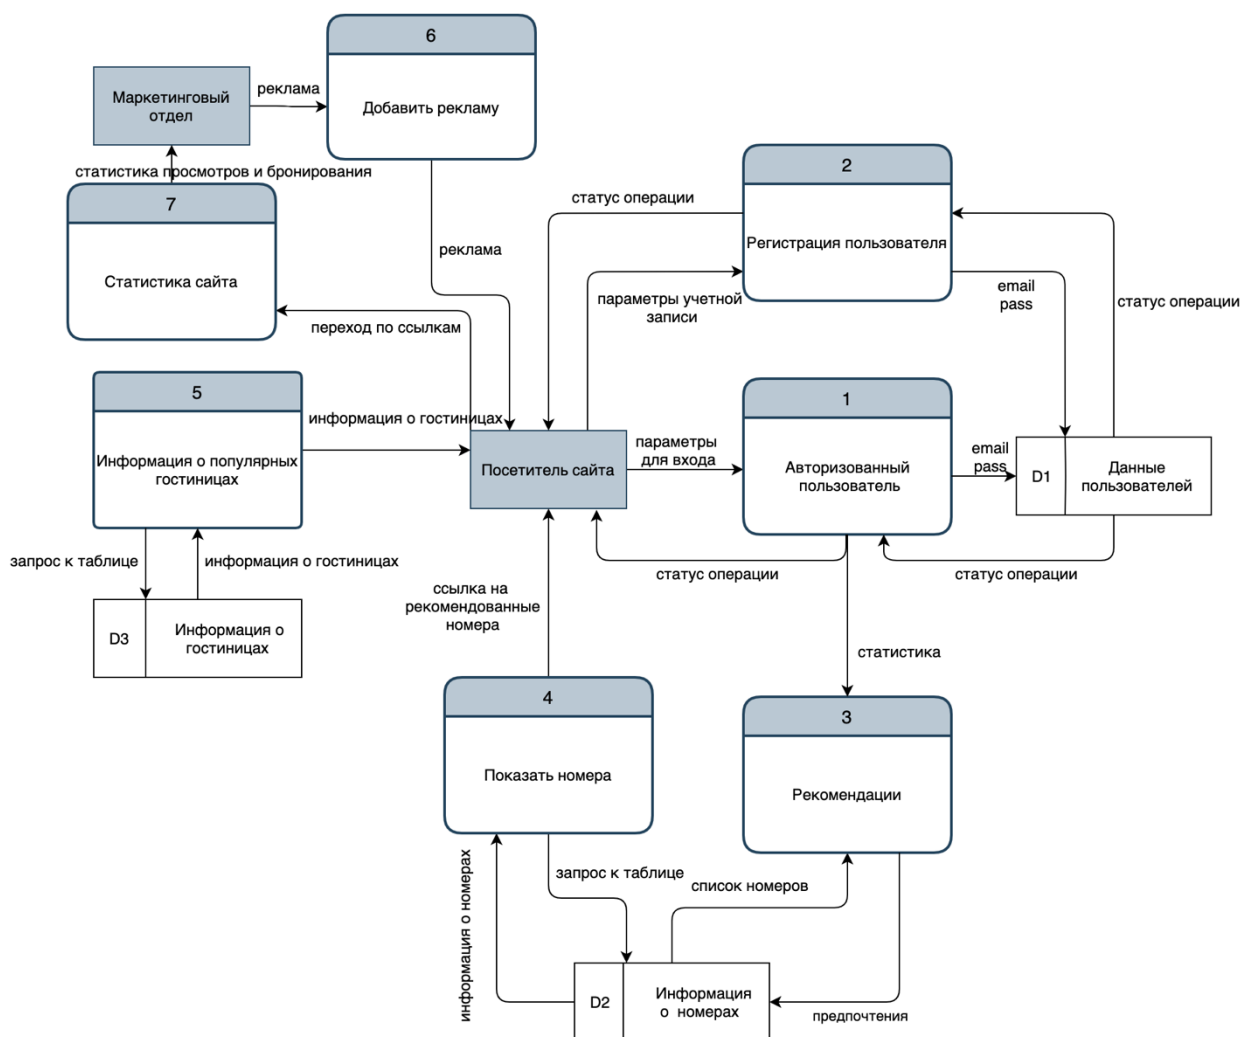 6
Добавить рекламу
Маркетинговый
отдел
реклама
статистика просмотров и бронирования
7
Статистика сайта
реклама
переход по ссылкам
2
Регистрация пользователя
статус операции
параметры учетной
записи
email
pass
статус операции
5
Информация о популярных
гостиницах
информация о гостиницах
Посетитель сайта
параметры
для входа
1
Авторизованный
пользователь
email
pass
D1
Данные
пользователей
запрос к таблице
информация о гостиницах
D3
Информация о
гостиницах
статус операции
статус операции
ссылка на
рекомендованные
номера
статистика
4
Показать номера
3
Рекомендации
информация о номерах
запрос к таблице
список номеров
D2
Информация
о номерах
предпочтения